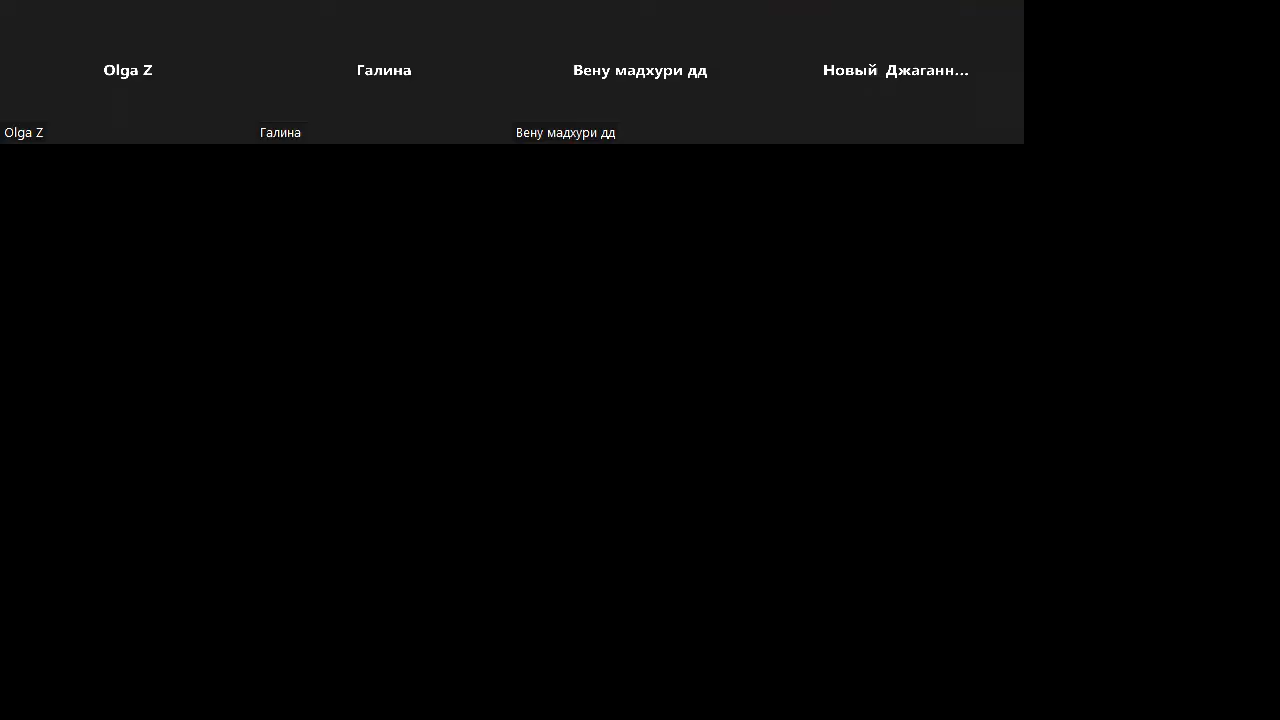 Olga Z
Галина
Вену мадхури дд
Новый Джаганн...
Olga Z
Галина
Вену мадхури дд